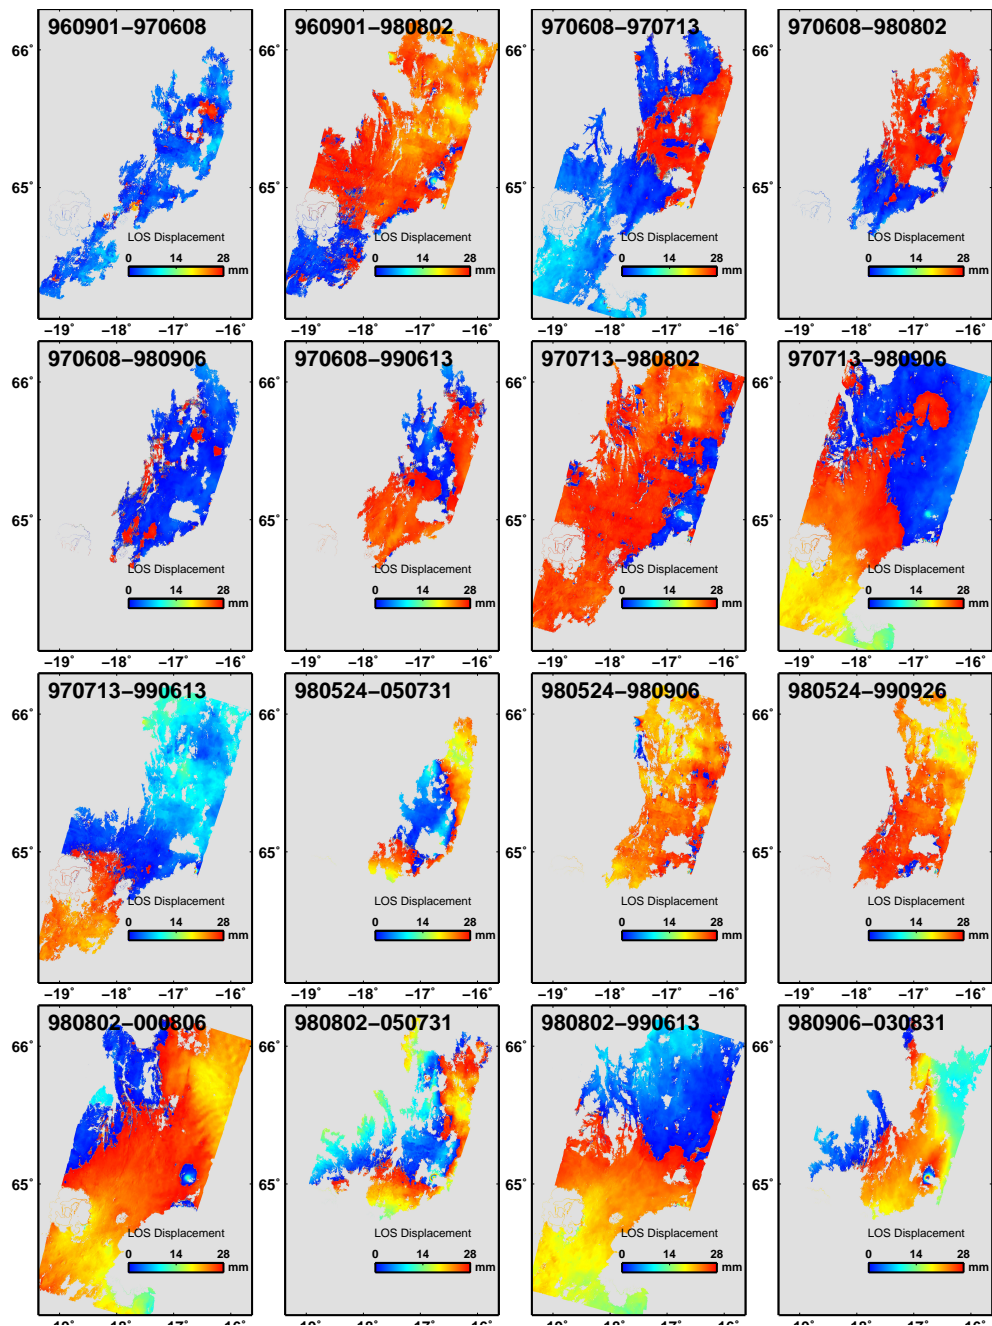 960901−970608 960901−980802 970608−970713 970608−980802
66˚ 66˚ 66˚ 66˚
65˚ 65˚ 65˚ 65˚
LOS Displacement LOS Displacement LOS Displacement LOS Displacement
0 14 28 mm 0 14 28 mm 0 14 28 mm 0 14 28 mm
−19˚ −18˚ −17˚ −16˚ −19˚ −18˚ −17˚ −16˚ −19˚ −18˚ −17˚ −16˚ −19˚ −18˚ −17˚ −16˚
970608−980906 970608−990613 970713−980802 970713−980906
66˚ 66˚ 66˚ 66˚
65˚ 65˚ 65˚ 65˚
LOS Displacement LOS Displacement LOS Displacement LOS Displacement
0 14 28 mm 0 14 28 mm 0 14 28 mm 0 14 28 mm
−19˚ −18˚ −17˚ −16˚ −19˚ −18˚ −17˚ −16˚ −19˚ −18˚ −17˚ −16˚ −19˚ −18˚ −17˚ −16˚
970713−990613 980524−050731 980524−980906 980524−990926
66˚ 66˚ 66˚ 66˚
65˚ 65˚ 65˚ 65˚
LOS Displacement LOS Displacement LOS Displacement LOS Displacement
0 14 28 mm 0 14 28 mm 0 14 28 mm 0 14 28 mm
−19˚ −18˚ −17˚ −16˚ −19˚ −18˚ −17˚ −16˚ −19˚ −18˚ −17˚ −16˚ −19˚ −18˚ −17˚ −16˚
980802−000806 980802−050731 980802−990613 980906−030831
66˚ 66˚ 66˚ 66˚
65˚ 65˚ 65˚ 65˚
LOS Displacement LOS Displacement LOS Displacement LOS Displacement
0 14 28 mm 0 14 28 mm 0 14 28 mm 0 14 28 mm